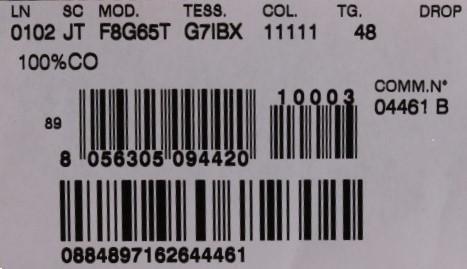 LN SC MOD. TESS. COL. TG. DROP
0102 JT F8G65T G7IBX 11111 48
100%CO
COMM.N°
10003
04461 B
89
8 056305 094420
0884897162644461